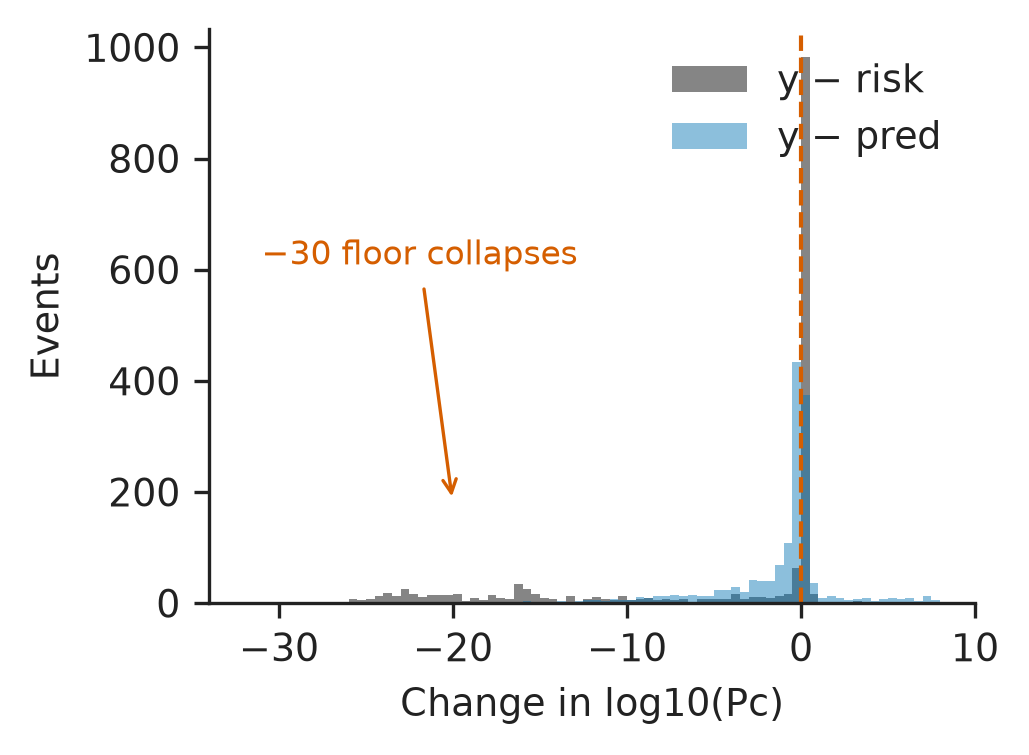 1000
800
600
400
200
0
Events
y − risk
y − pred
−30 floor collapses
−30
−20
−10
0
10
Change in log10(Pc)